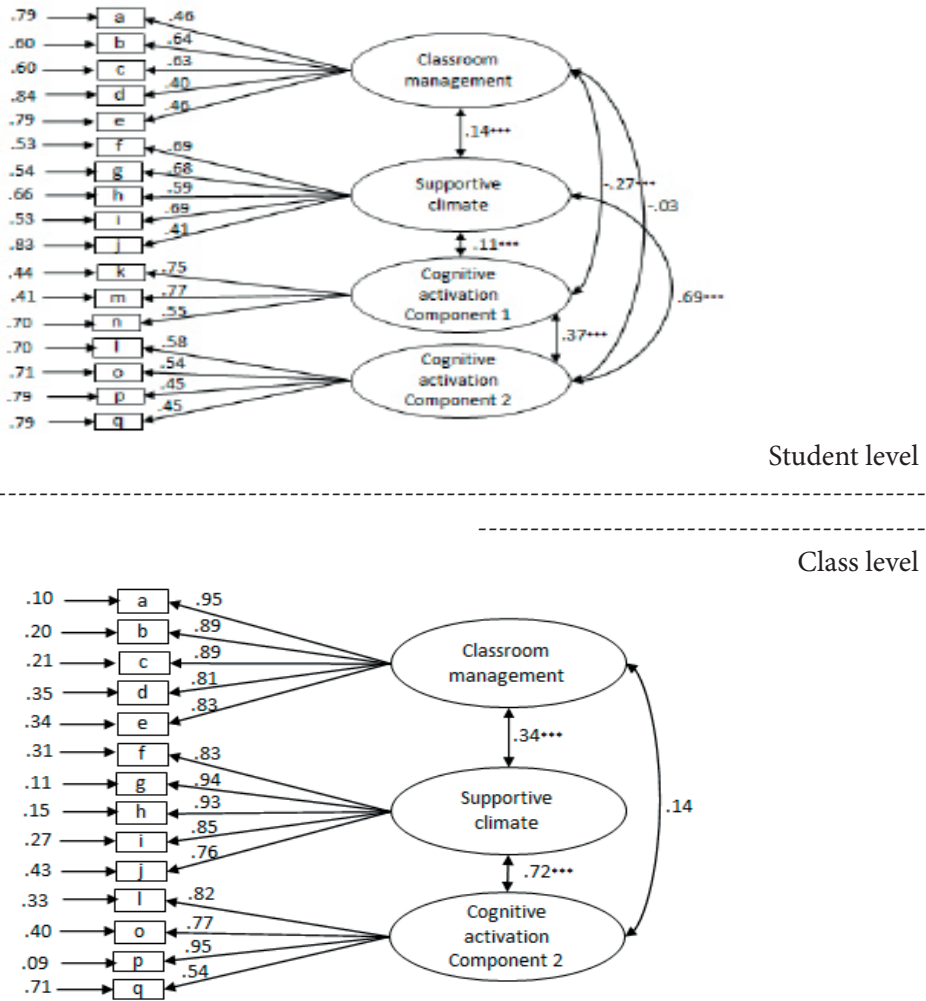 .79 a .46
.60 b .64
.60 c .63
.84 d .40
.79 e .46
Classroom
management
.14***
.53 f .69
.54 g .68
.66 h .59
.53 i .69
.83 j .41
Supportive
climate
-.27***
-.03
.11***
.44 k .75
.41 m .77
.70 n .55
Cognitive
activation
Component 1
.69***
.37***
.70 l .58
.71 o .54
.79 p .45
.79 q .45
Cognitive
activation
Component 2
Student level
Class level
.10 a .95
.20 b .89
.21 c .89
.35 d .81
.34 e .83
Classroom
management
.34***
.31 f .83
.11 g .94
.15 h .93
.27 i .85
.43 j .76
Supportive
climate
.14
.72***
.33 l .82
.40 o .77
.09 p .95
.71 q .54
Cognitive
activation
Component 2